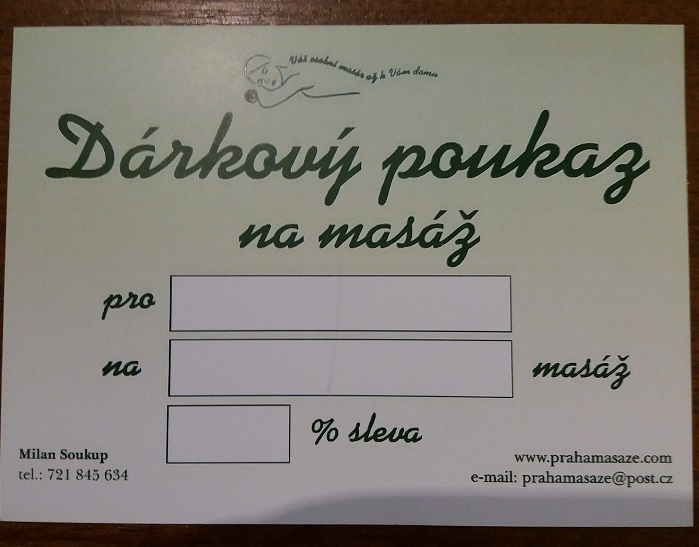 Váš osobní masér až k Vám domu
Dárkový poukaz
na masáž
pro
na masáž
% sleva
Milan Soukup
tel.: 721 845 634
www.prahamasaze.com
e-mail: prahamasaze@post.cz